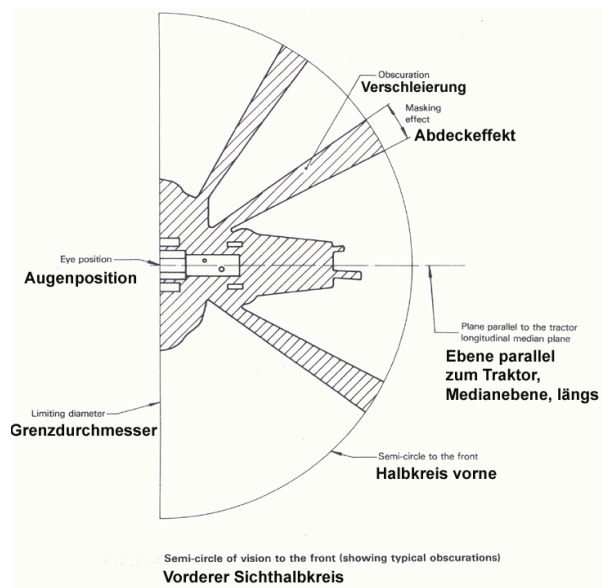 Obscuration
Verschleierung
Masking
effect
Abdeckeffekt
Eye position
Augenposition
Plane parallel to the tractor
longitudinal median plane
Ebene parallel
zum Traktor,
Medianebene, längs
Limiting diameter
Grenzdurchmesser
Semi-circle to the front
Halbkreis vorne
Semi-circle of vision to the front (showing typical obscurations)
Vorderer Sichthalbkreis